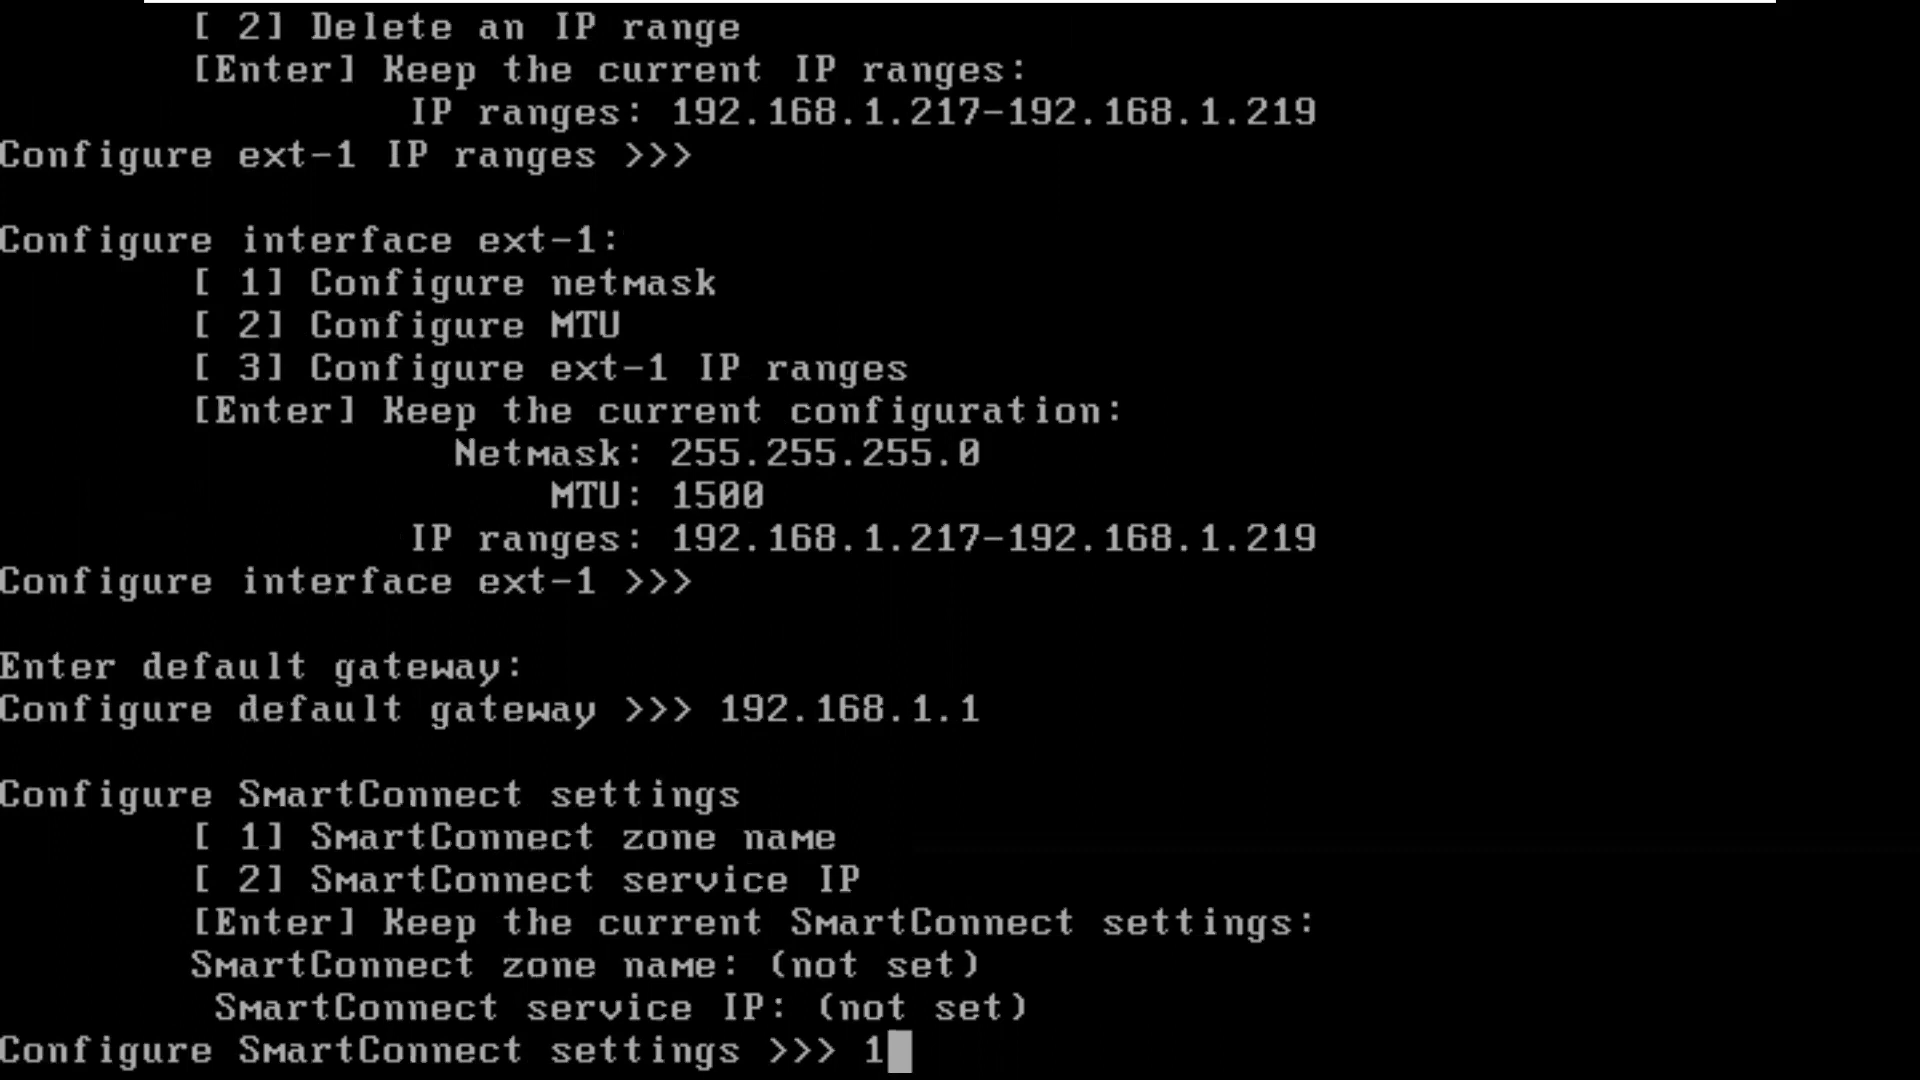 [ 2] Delete an IP range
[Enter] Keep the current IP ranges:
IP ranges: 192.168.1.217-192.168.1.219
Configure ext-1 IP ranges >>>
Configure interface ext-1:
[ 1] Configure netmask
[ 2] Configure MTU
[ 3] Configure ext-1 IP ranges
[Enter] Keep the current configuration:
Netmask: 255.255.255.0
MTU: 1500
IP ranges: 192.168.1.217-192.168.1.219
Configure interface ext-1 >>>
Enter default gateway:
Configure default gateway >>> 192.168.1.1
Configure SmartConnect settings
[ 1] SmartConnect zone name
[ 2] SmartConnect service IP
[Enter] Keep the current SmartConnect settings:
SmartConnect zone name: (not set)
SmartConnect service IP: (not set)
Configure SmartConnect settings >>> 1